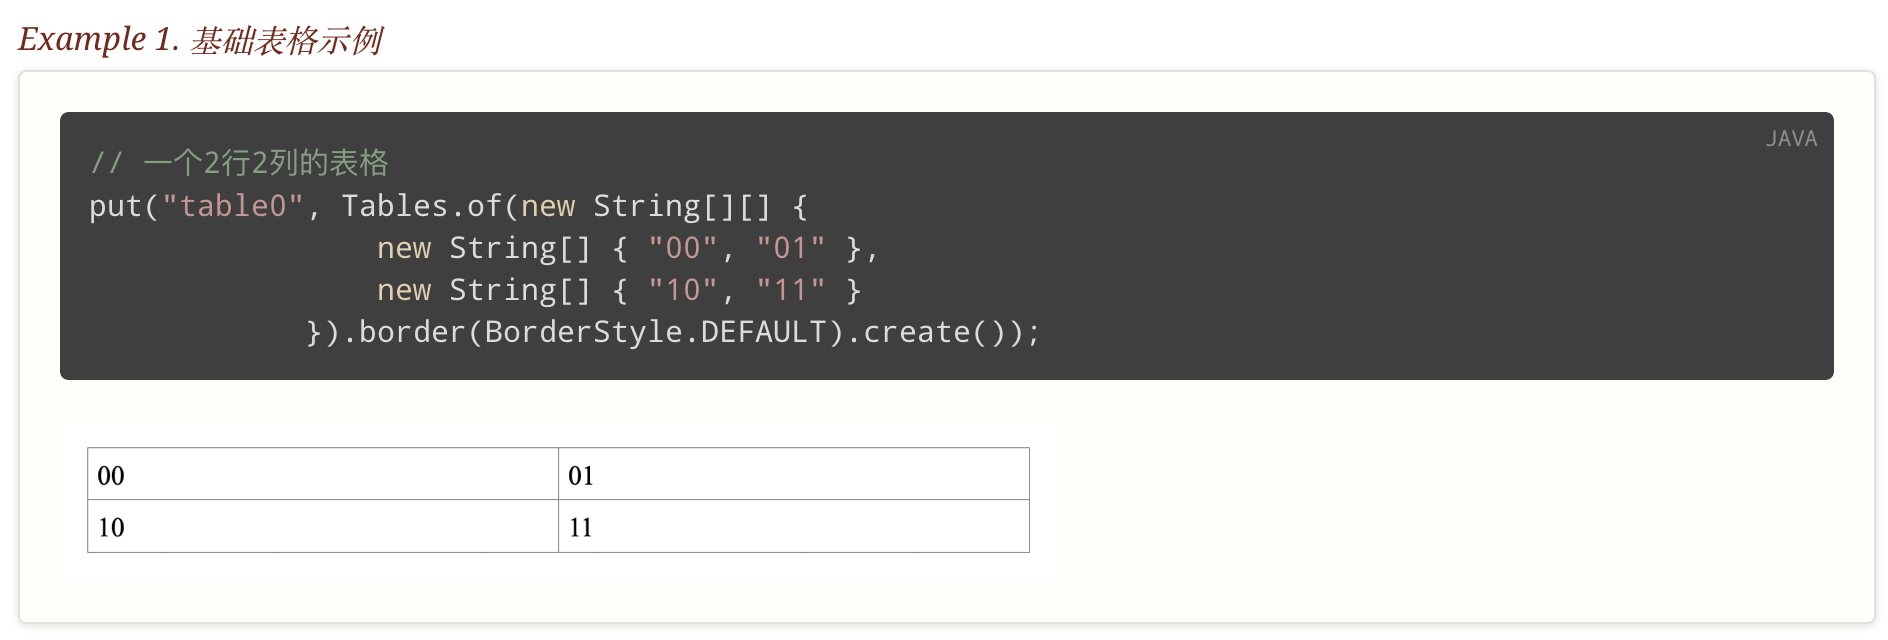 Example 1. 基础表格示例
JAVA
// 一个2行2列的表格
put("table0", Tables.of(new String[][] {
                new String[] { "00", "01" },
                new String[] { "10", "11" }
            }).border(BorderStyle.DEFAULT).create());
00 01
10 11